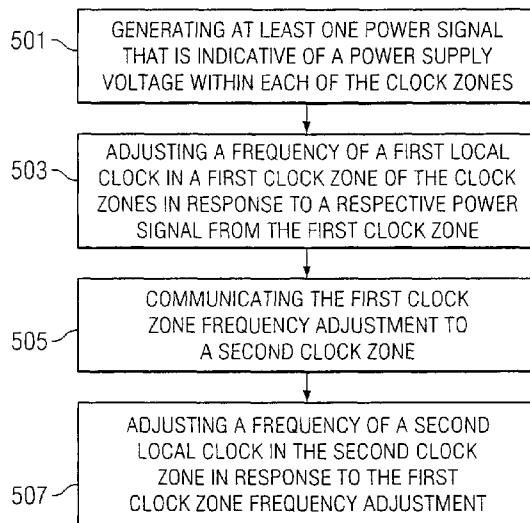 501
GENERATING AT LEAST ONE POWER SIGNAL
THAT IS INDICATIVE OF A POWER SUPPLY
VOLTAGE WITHIN EACH OF THE CLOCK ZONES
503
ADJUSTING A FREQUENCY OF A FIRST LOCAL
CLOCK IN A FIRST CLOCK ZONE OF THE CLOCK
ZONES IN RESPONSE TO A RESPECTIVE POWER
SIGNAL FROM THE FIRST CLOCK ZONE
505
COMMUNICATING THE FIRST CLOCK
ZONE FREQUENCY ADJUSTMENT TO
A SECOND CLOCK ZONE
507
ADJUSTING A FREQUENCY OF A SECOND
LOCAL CLOCK IN THE SECOND CLOCK
ZONE IN RESPONSE TO THE FIRST
CLOCK ZONE FREQUENCY ADJUSTMENT